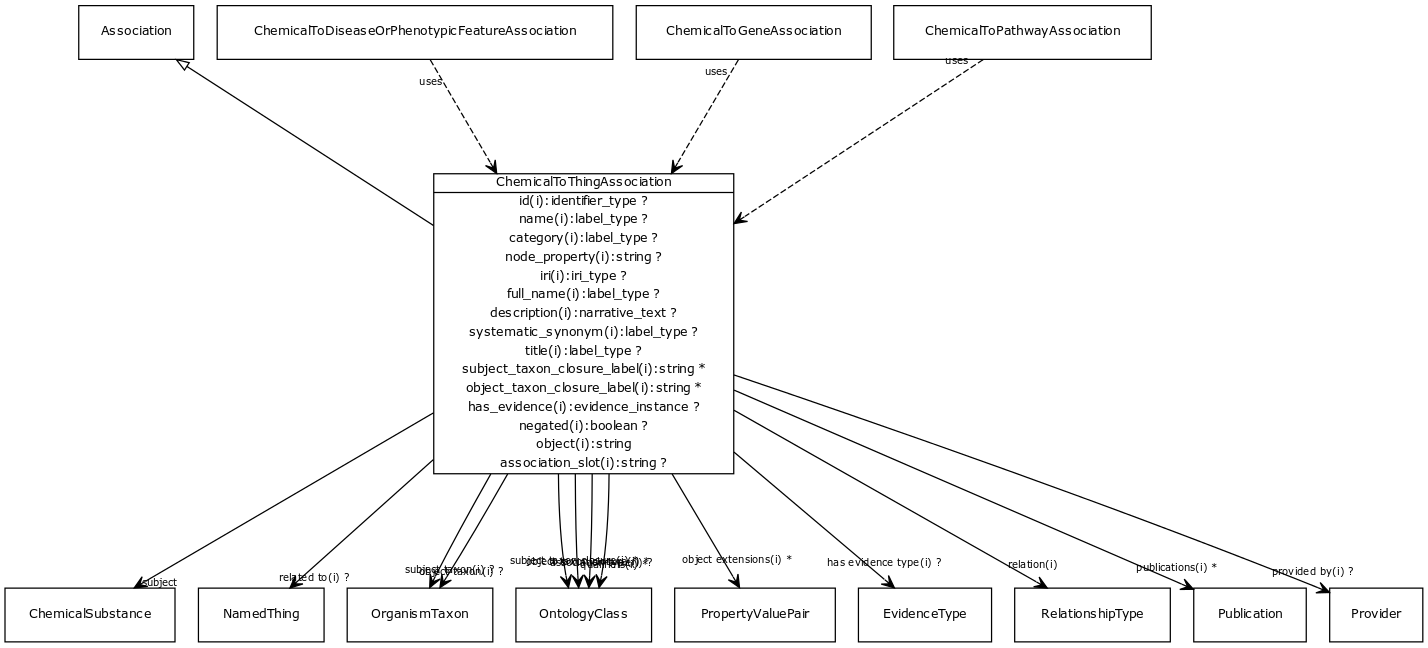 Association
ChemicalToDiseaseOrPhenotypicFeatureAssociation
ChemicalToGeneAssociation
ChemicalToPathwayAssociation
uses
uses
uses
ChemicalToThingAssociation
id(i):identifier_type ?
name(i):label_type ?
category(i):label_type ?
node_property(i):string ?
iri(i):iri_type ?
full_name(i):label_type ?
description(i):narrative_text ?
systematic_synonym(i):label_type ?
title(i):label_type ?
subject_taxon_closure_label(i):string *
object_taxon_closure_label(i):string *
has_evidence(i):evidence_instance ?
negated(i):boolean ?
object(i):string
association_slot(i):string ?
subject
related to(i) ?
subject taxon(i) ?
object taxon(i) ?
object extensions(i) *
has evidence type(i) ?
relation(i)
publications(i) *
provided by(i) ?
ChemicalSubstance
NamedThing
OrganismTaxon
OntologyClass
PropertyValuePair
EvidenceType
RelationshipType
Publication
Provider